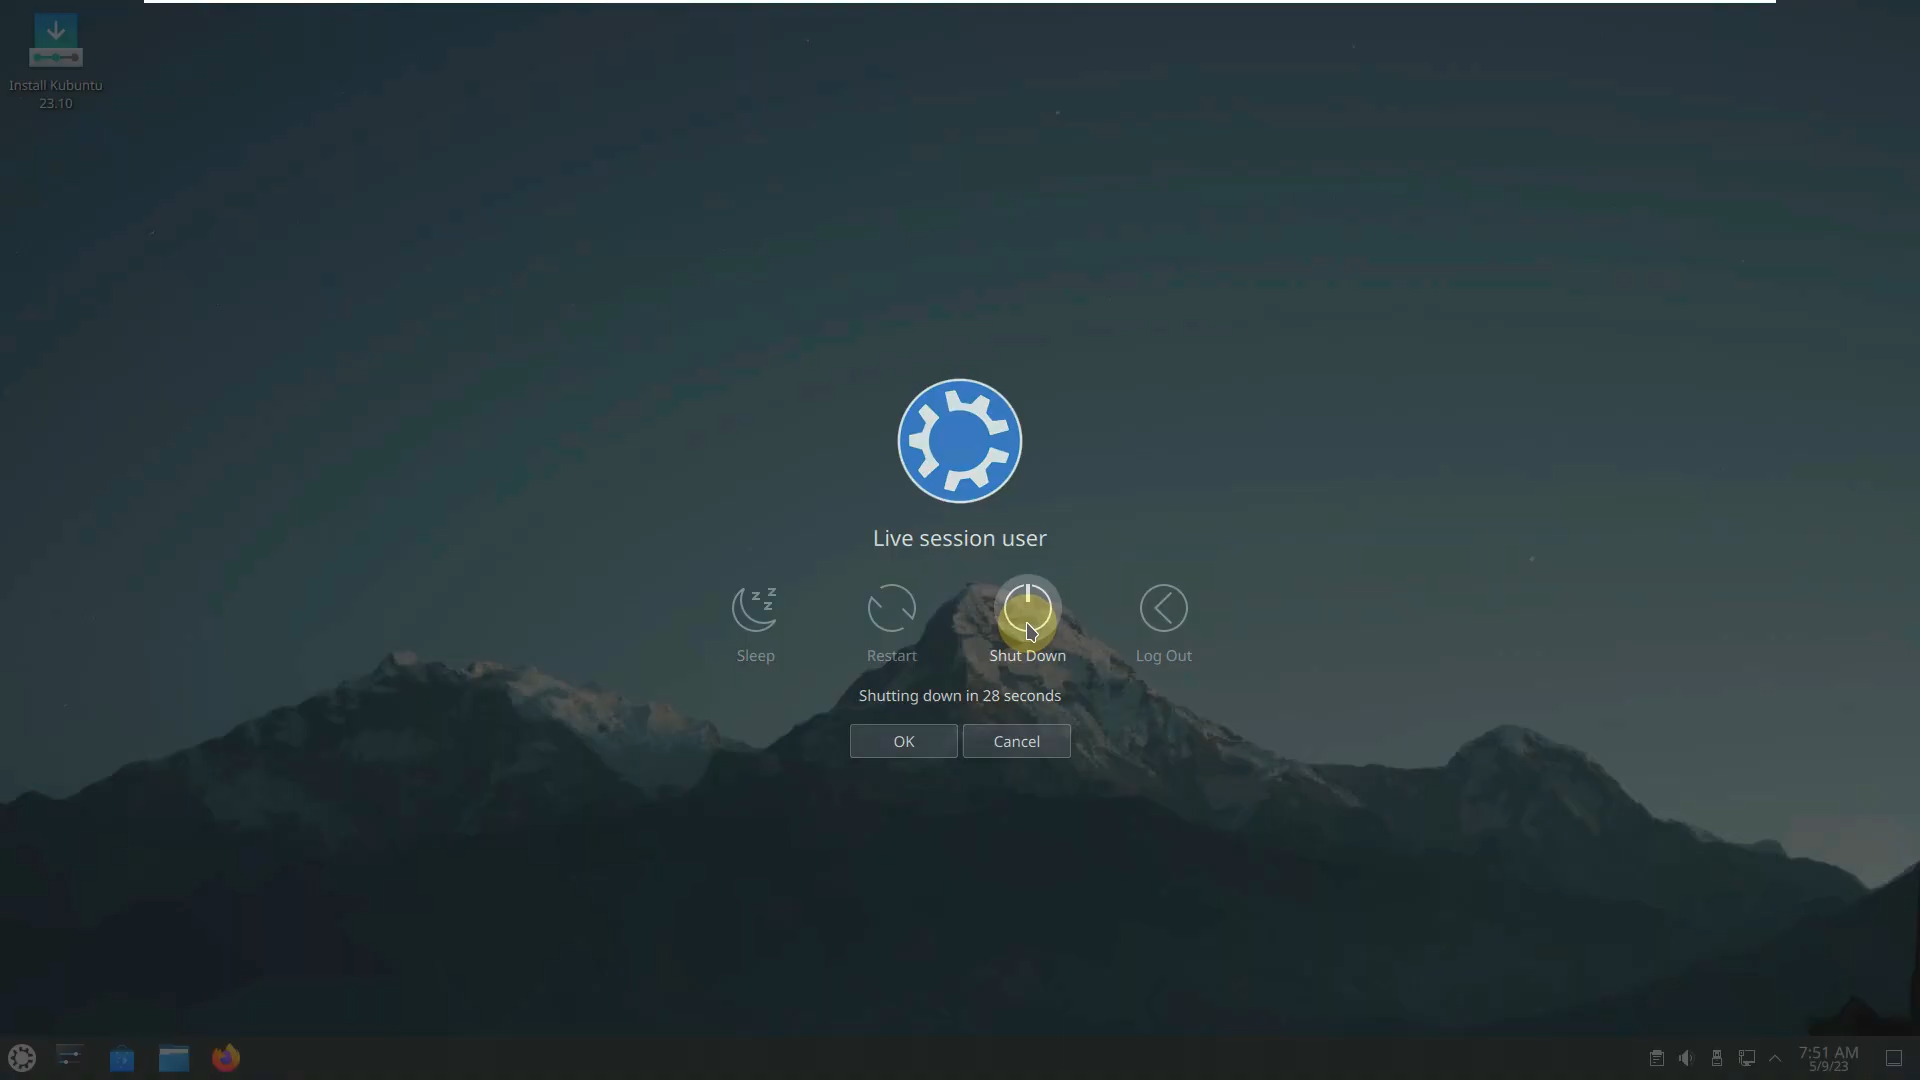 Install Kubuntu
23.10
Live session user
Sleep
Restart
Shut Down
Log Out
Shutting down in 28 seconds
OK
Cancel
7:51 AM
5/9/23